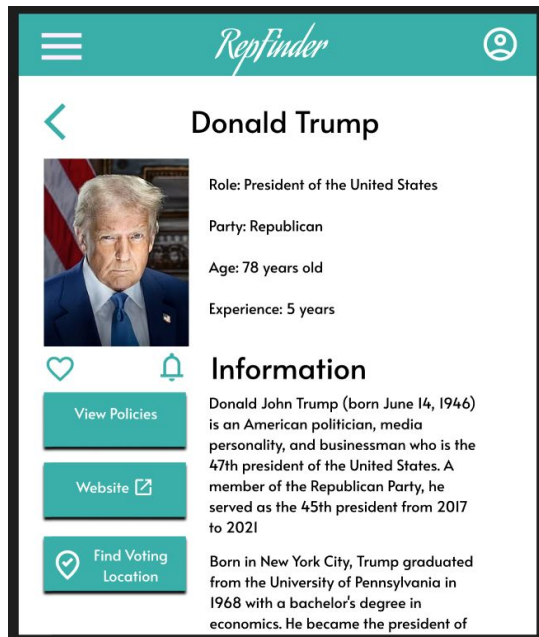 Repfinder
Donald Trump
Role: President of the United States
Party: Republican
Age: 78 years old
Experience: 5 years
View Policies
Website
Find Voting
Location
Information
Donald John Trump (born June 14, 1946)
is an American politician, media
personality, and businessman who is the
47th president of the United States. A
member of the Republican Party, he
served as the 45th president from 2017
to 2021
Born in New York City, Trump graduated
from the University of Pennsylvania in
1968 with a bachelor's degree in
economics. He became the president of